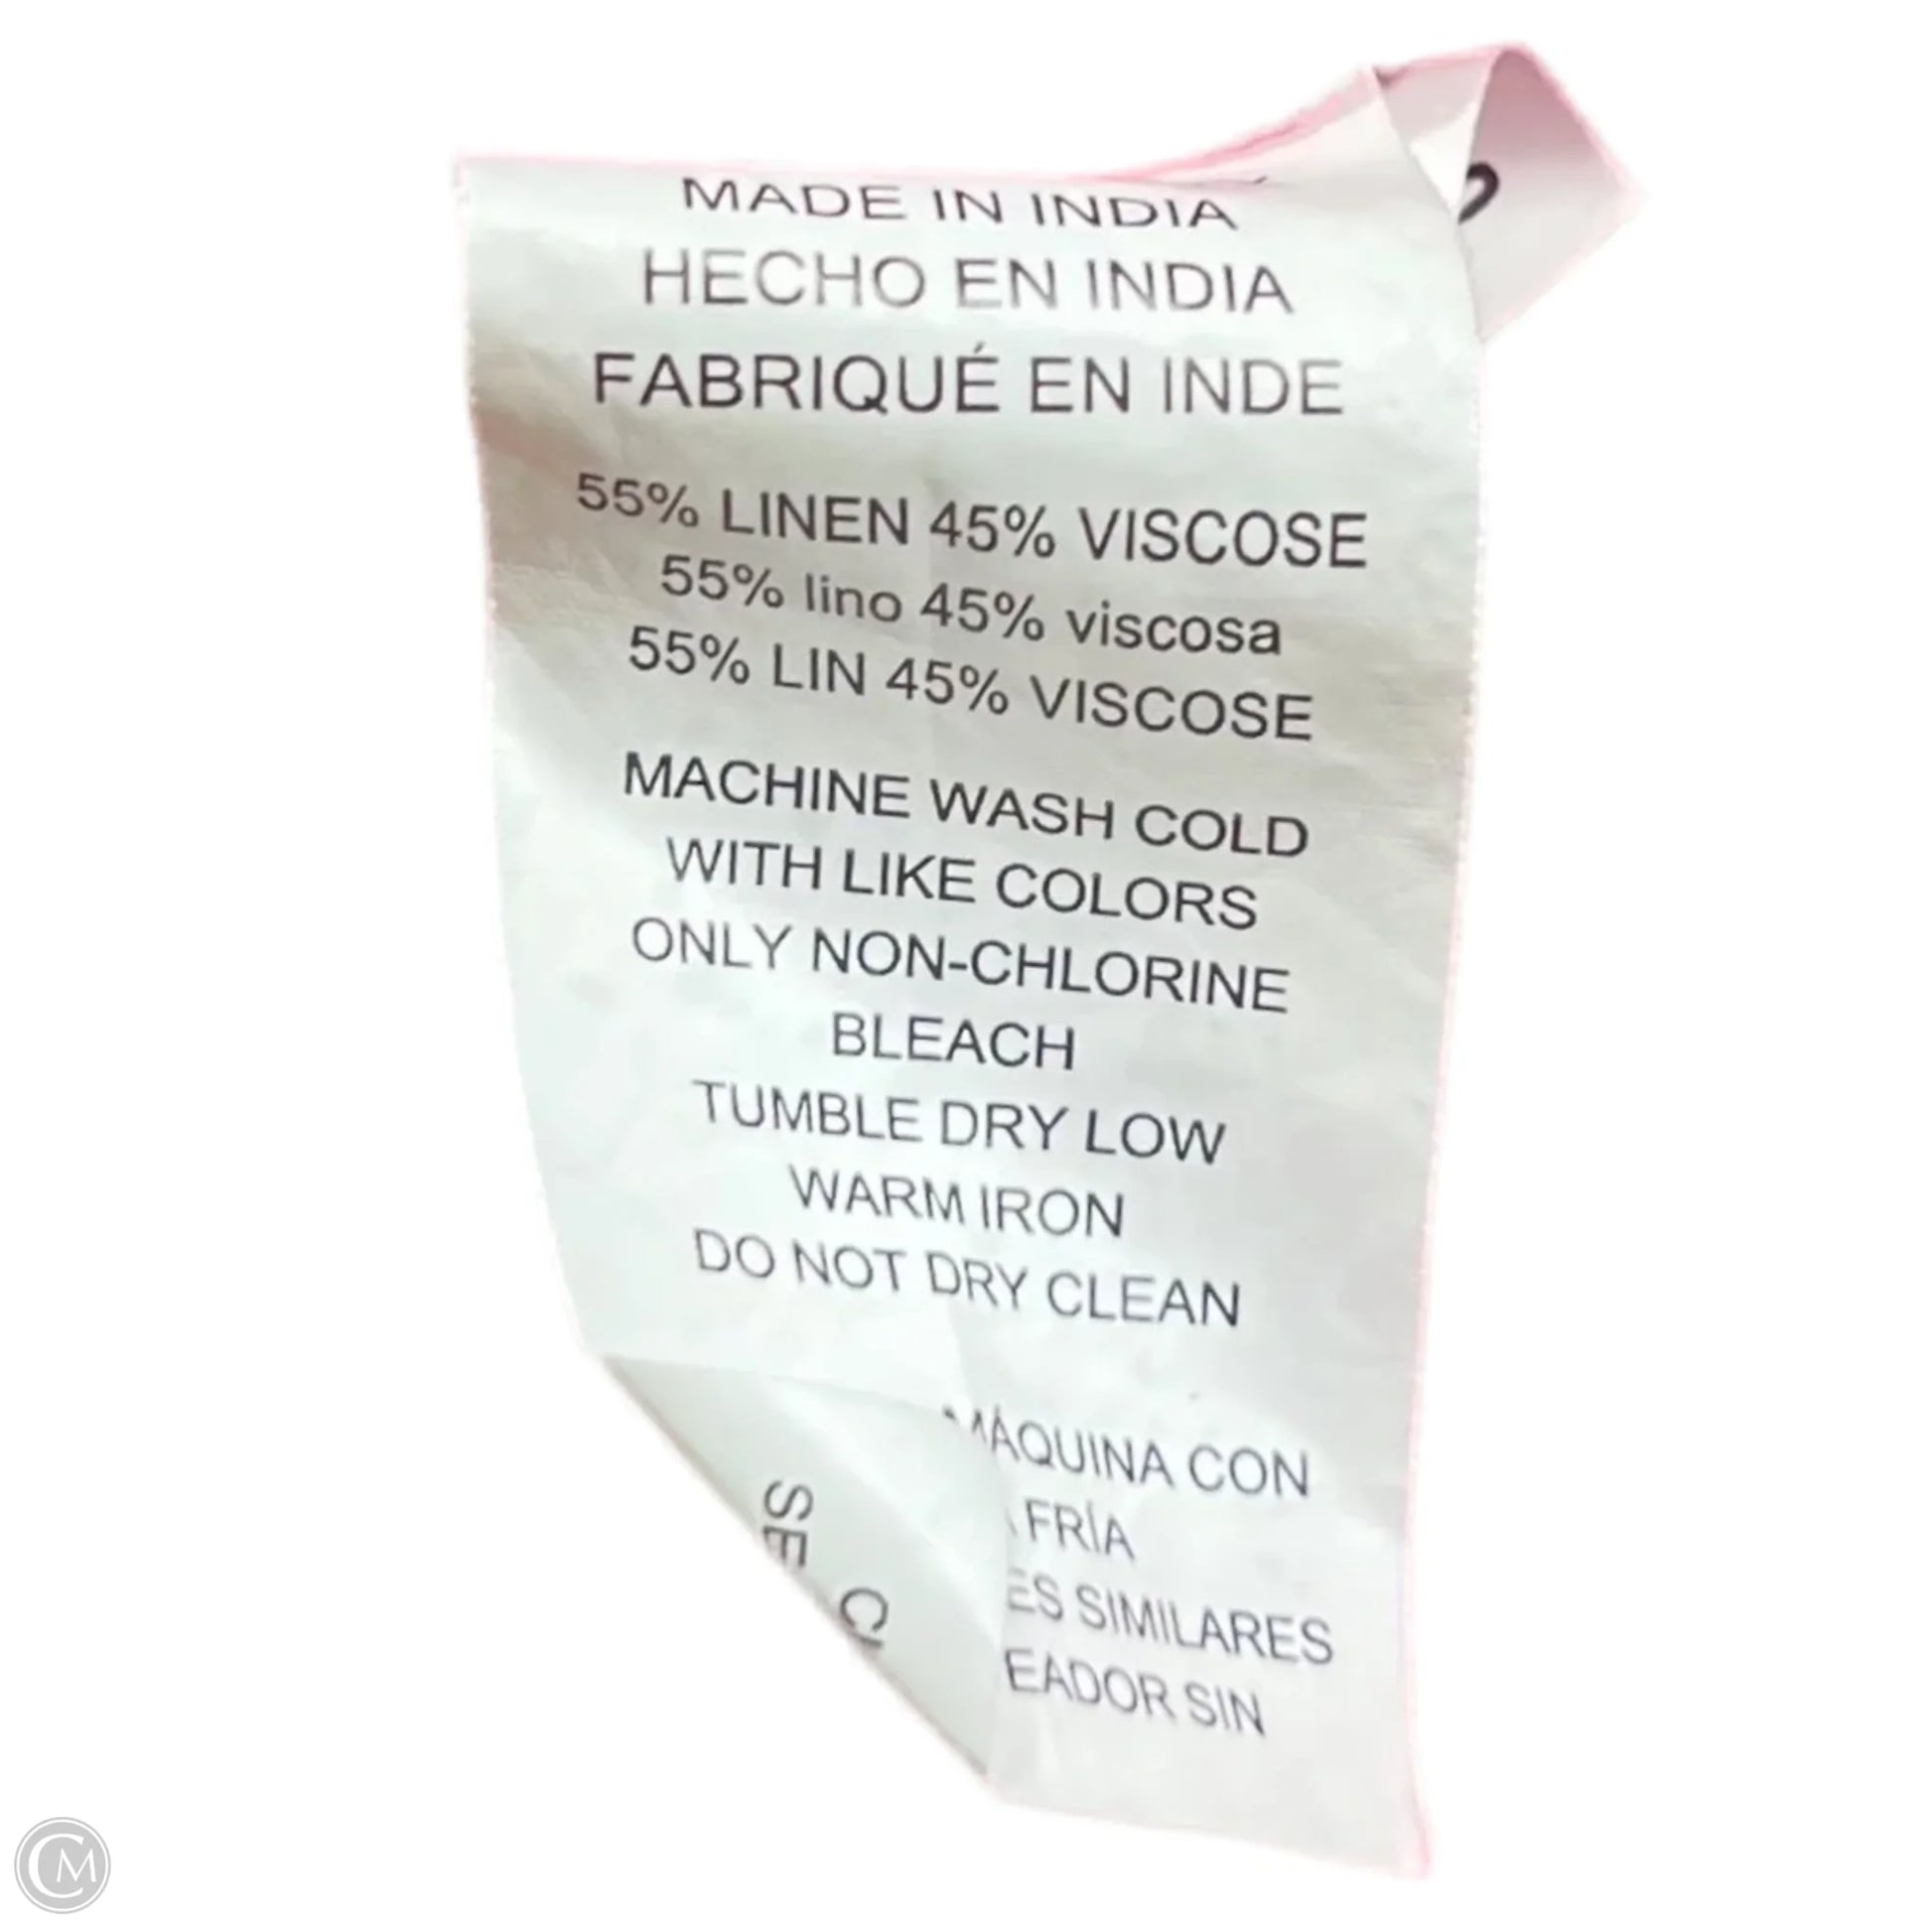 MADE IN INDIA
HECHO EN INDIA
FABRIQUÉ EN INDE
55% LINEN 45% VISCOSE
55% lino 45% viscosa
55% LIN 45% VISCOSE
MACHINE WASH COLD
WITH LIKE COLORS
ONLY NON-CHLORINE
BLEACH
TUMBLE DRY LOW
WARM IRON
DO NOT DRY CLEAN
MÁQUINA CON
FRÍA
ES SIMILARES
EADOR SIN
SE
CM